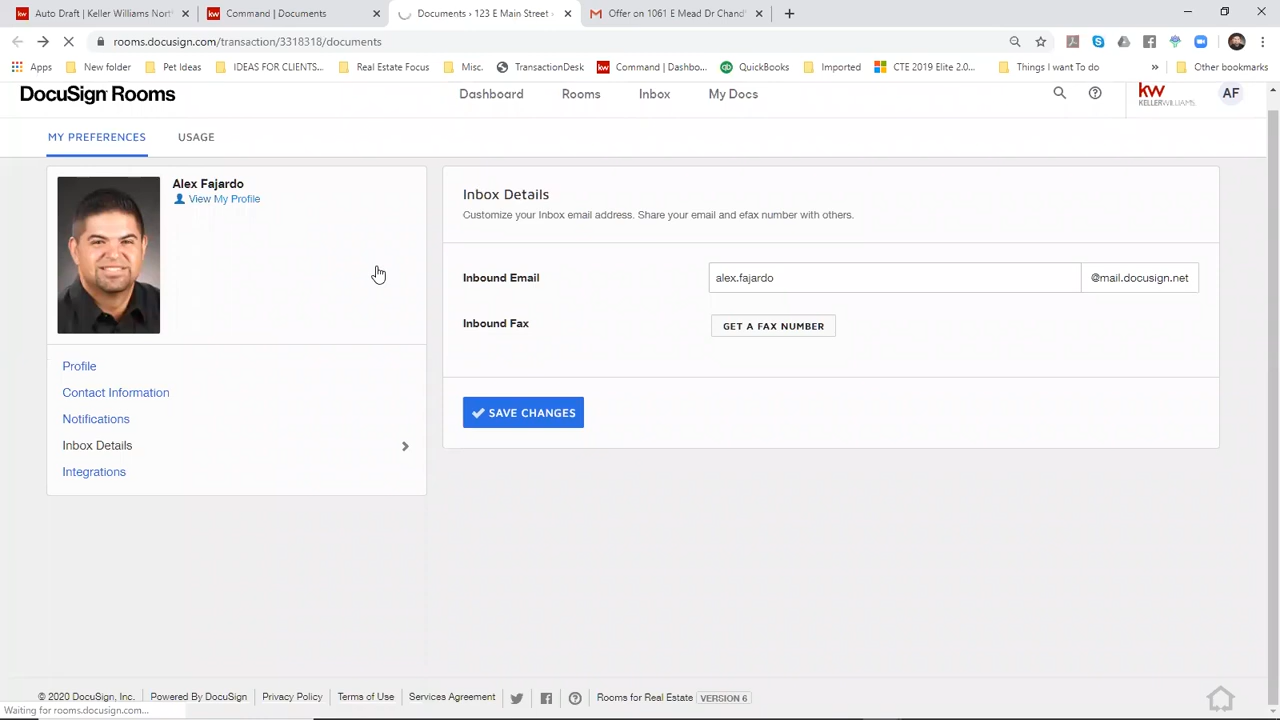 Auto Draft | Keller Williams Nort
Command | Documents
Documents › 123 E Main Street -
Offer on 1061 E Mead Dr Chand
rooms.docusign.com/transaction/3318318/documents
Apps
New folder
Pet Ideas
IDEAS FOR CLIENTS...
Real Estate Focus
Misc.
TransactionDesk
Command | Dashbo...
QuickBooks
Imported
CTE 2019 Elite 2.0...
Things I want To Do
»
Other bookmarks
DocuSign Rooms
Dashboard
Rooms
Inbox
My Docs
kw
KELLERWILLIAMS.
AF
MY PREFERENCES
USAGE
Alex Fajardo
View My Profile
Profile
Contact Information
Notifications
Inbox Details
Integrations
Inbox Details
Customize your Inbox email address. Share your email and efax number with others.
Inbound Email
alex.fajardo
@mail.docusign.net
Inbound Fax
GET A FAX NUMBER
SAVE CHANGES
© 2020 DocuSign, Inc.
Powered By DocuSign
Privacy Policy
Terms of Use
Services Agreement
Rooms for Real Estate
VERSION 6
Waiting for rooms.docusign.com...